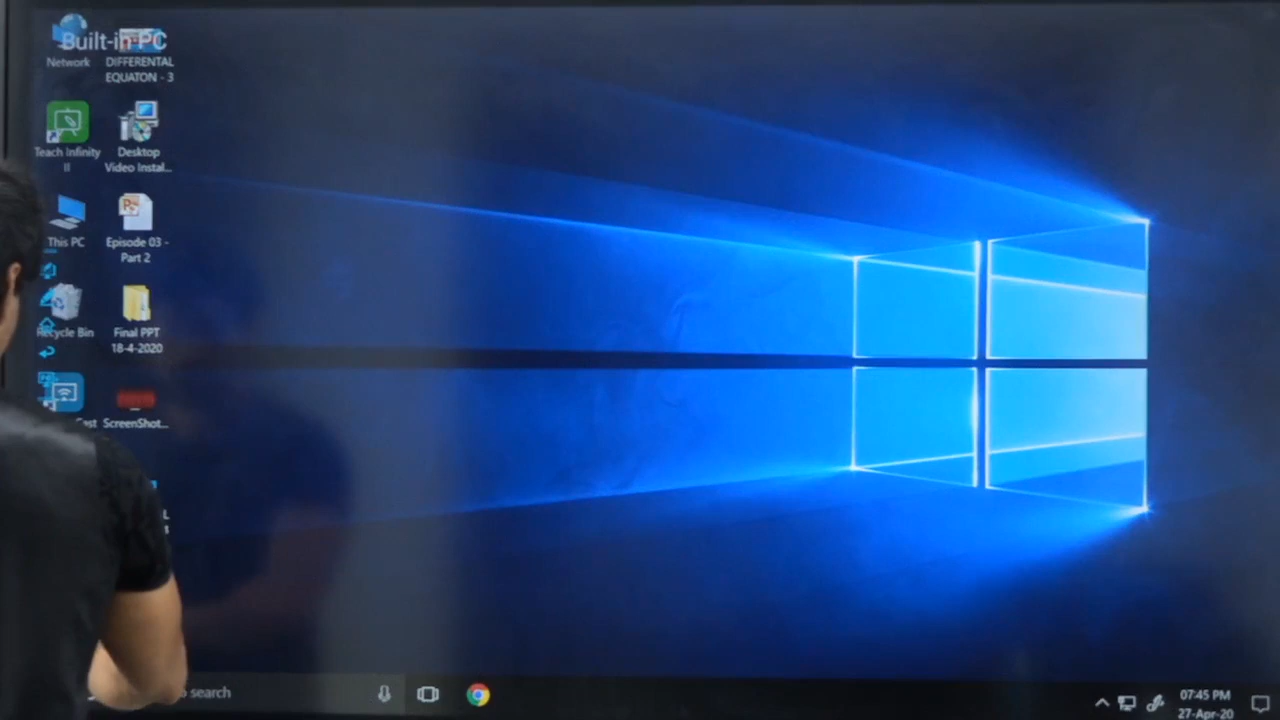 Built-in PC
Network
DIFFERENTAL
EQUATON - 3
Teach Infinity
II
Desktop
Video Instal...
This PC
Episode 03 -
Part 2
Recycle Bin
Final PPT
18-4-2020
ScreenShot...
search
07:45 PM
27-Apr-20